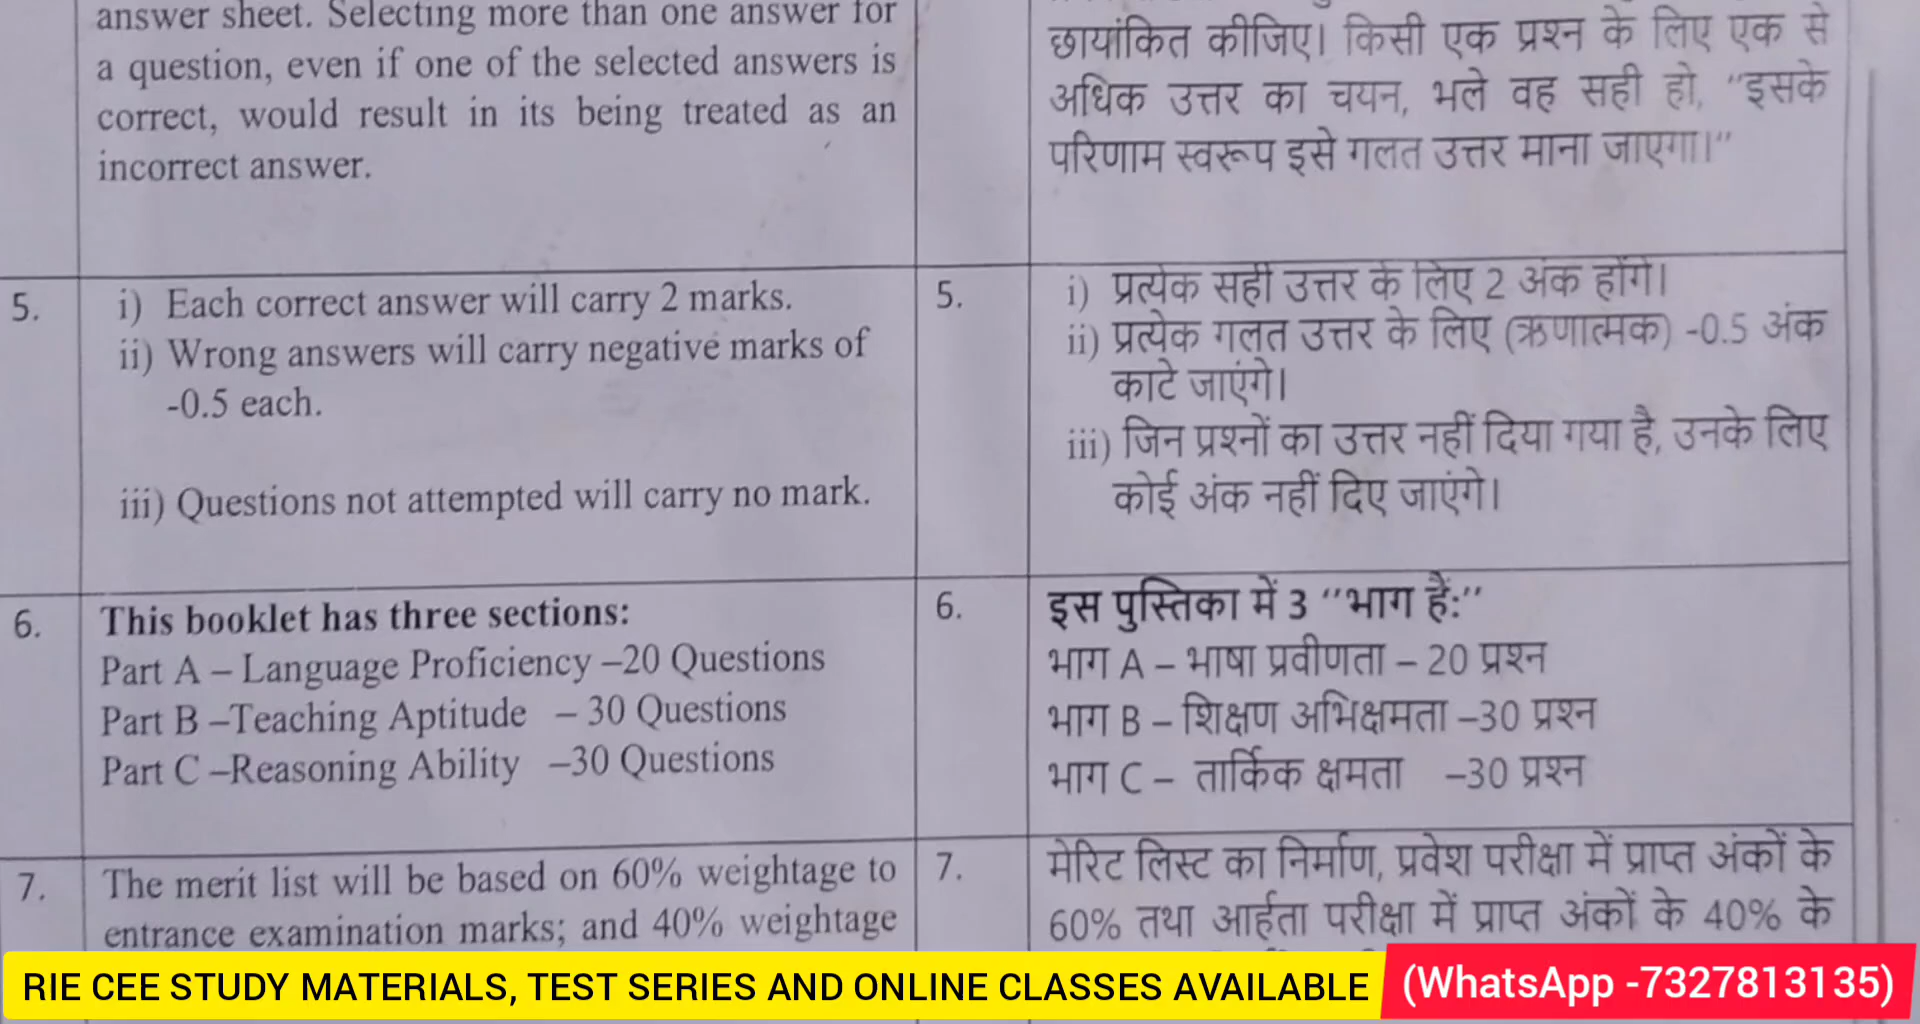 answer sheet. Selecting more than one answer for
a question, even if one of the selected answers is
correct, would result in its being treated as an
incorrect answer.
छायांकित कीजिए। किसी एक प्रश्न के लिए एक से
अधिक उत्तर का चयन, भले वह सही हो, “इसके
परिणाम स्वरूप इसे गलत उत्तर माना जाएगा।”
5.
i) Each correct answer will carry 2 marks.
ii) Wrong answers will carry negative marks of
-0.5 each.
iii) Questions not attempted will carry no mark.
5.
i) प्रत्येक सही उत्तर के लिए 2 अंक होंगे।
ii) प्रत्येक गलत उत्तर के लिए (ऋणात्मक) -0.5 अंक
काटे जाएंगे।
iii) जिन प्रश्नों का उत्तर नहीं दिया गया है, उनके लिए
कोई अंक नहीं दिए जाएंगे।
6.
This booklet has three sections:
Part A – Language Proficiency –20 Questions
Part B –Teaching Aptitude – 30 Questions
Part C –Reasoning Ability –30 Questions
6.
इस पुस्तिका में 3 “भाग हैं:”
भाग A – भाषा प्रवीणता – 20 प्रश्न
भाग B – शिक्षण अभिक्षमता –30 प्रश्न
भाग C – तार्किक क्षमता –30 प्रश्न
7.
The merit list will be based on 60% weightage to
entrance examination marks; and 40% weightage
7.
मेरिट लिस्ट का निर्माण, प्रवेश परीक्षा में प्राप्त अंकों के
60% तथा आर्हता परीक्षा में प्राप्त अंकों के 40% के
RIE CEE STUDY MATERIALS, TEST SERIES AND ONLINE CLASSES AVAILABLE
(WhatsApp -7327813135)